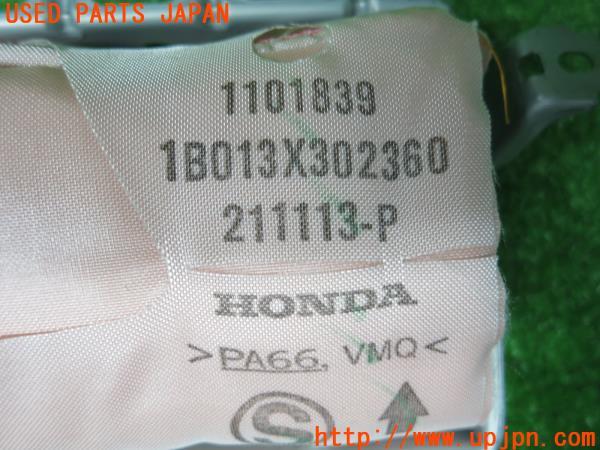 USED PARTS JAPAN
1101839
1B013X302360
211113-P
HONDA
>PA66, VMQ<
S
http://www.upjpn.com